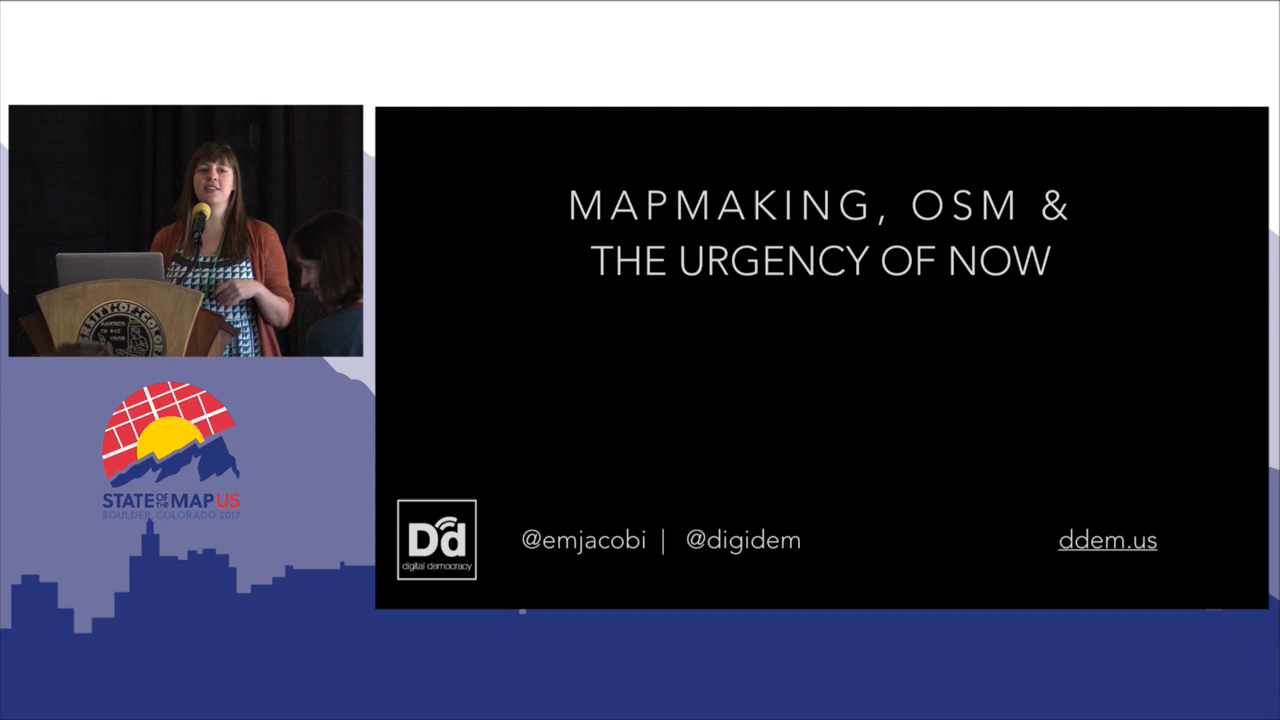 MAPMAKING, OSM &
THE URGENCY OF NOW
Dd
digital democracy
@emjacobi | @digidem
ddem.us
STATE OF THE MAP US
BOULDER, COLORADO 2017